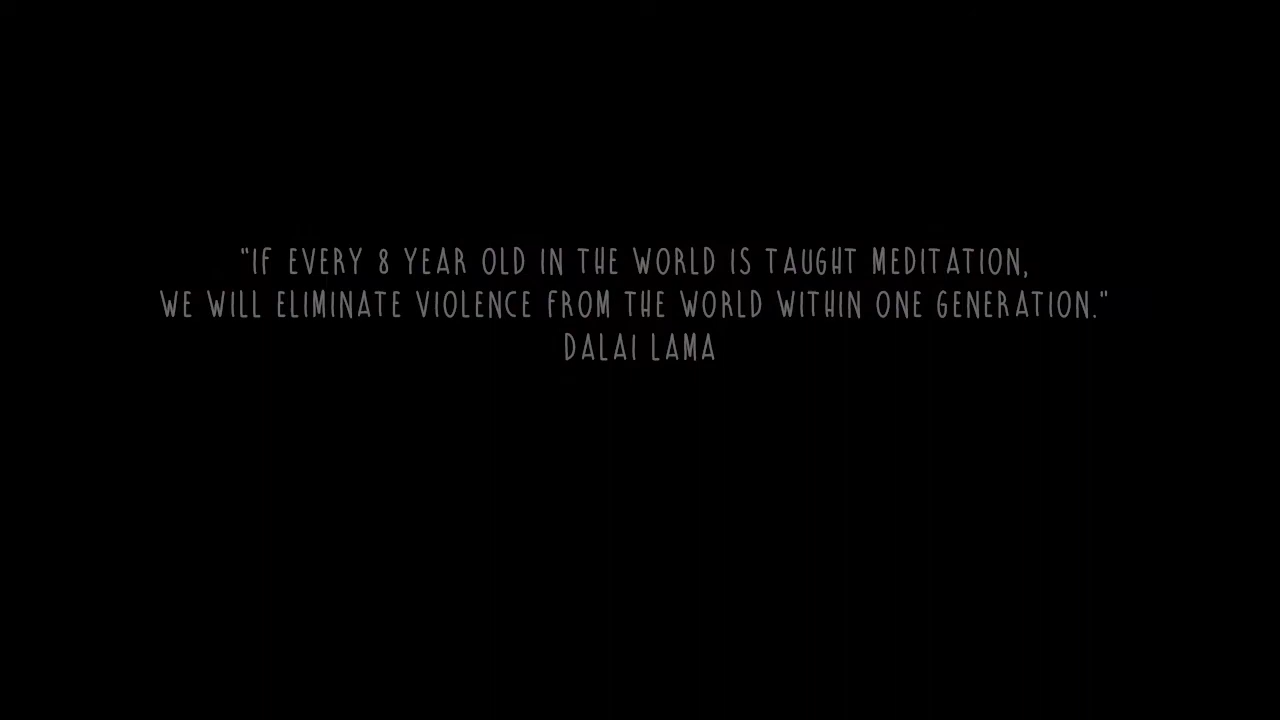 "IF EVERY 8 YEAR OLD IN THE WORLD IS TAUGHT MEDITATION,
WE WILL ELIMINATE VIOLENCE FROM THE WORLD WITHIN ONE GENERATION."
DALAI LAMA